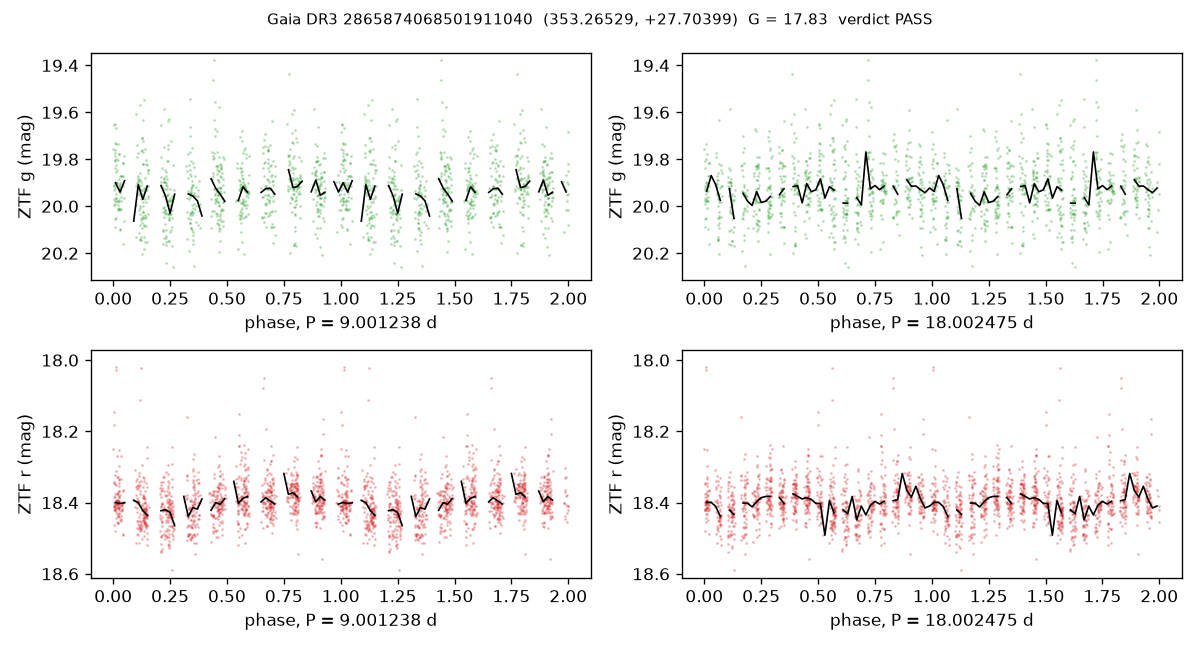 Gaia DR3 2865874068501911040 (353.26529, +27.70399) G = 17.83 verdict PASS
ZTF g (mag)
19.4
19.6
19.8
20.0
20.2
0.00 0.25 0.50 0.75 1.00 1.25 1.50 1.75 2.00
phase, P = 9.001238 d
ZTF g (mag)
19.4
19.6
19.8
20.0
20.2
0.00 0.25 0.50 0.75 1.00 1.25 1.50 1.75 2.00
phase, P = 18.002475 d
ZTF r (mag)
18.0
18.2
18.4
18.6
0.00 0.25 0.50 0.75 1.00 1.25 1.50 1.75 2.00
phase, P = 9.001238 d
ZTF r (mag)
18.0
18.2
18.4
18.6
0.00 0.25 0.50 0.75 1.00 1.25 1.50 1.75 2.00
phase, P = 18.002475 d